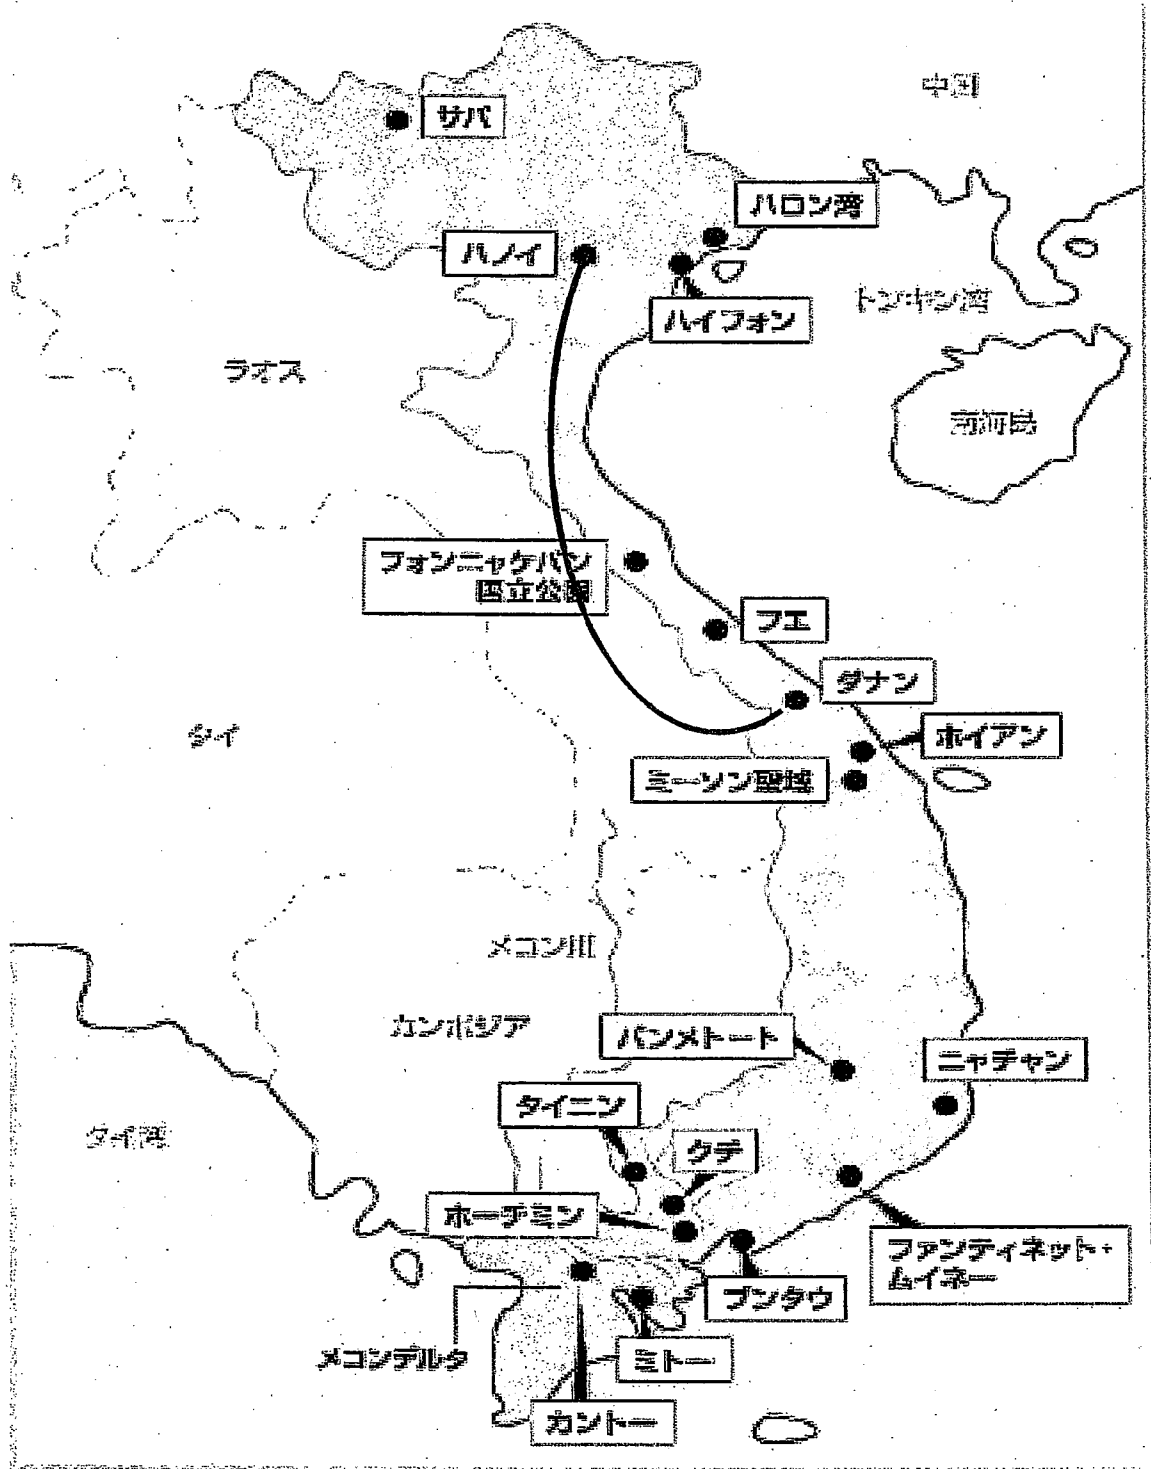 中国
サパ
ハロン湾
ハノイ
ハイフォン
トンキン湾
ラオス
海南島
フォンニャケバン
国立公園
フエ
ダナン
タイ
ホイアン
ミーソン聖域
メコン川
カンボジア
バンメトート
ニャチャン
タイニン
タイ湾
クチ
ホーチミン
ファンティネット・
ムイネー
ブンタウ
メコンデルタ
ミトー
カントー